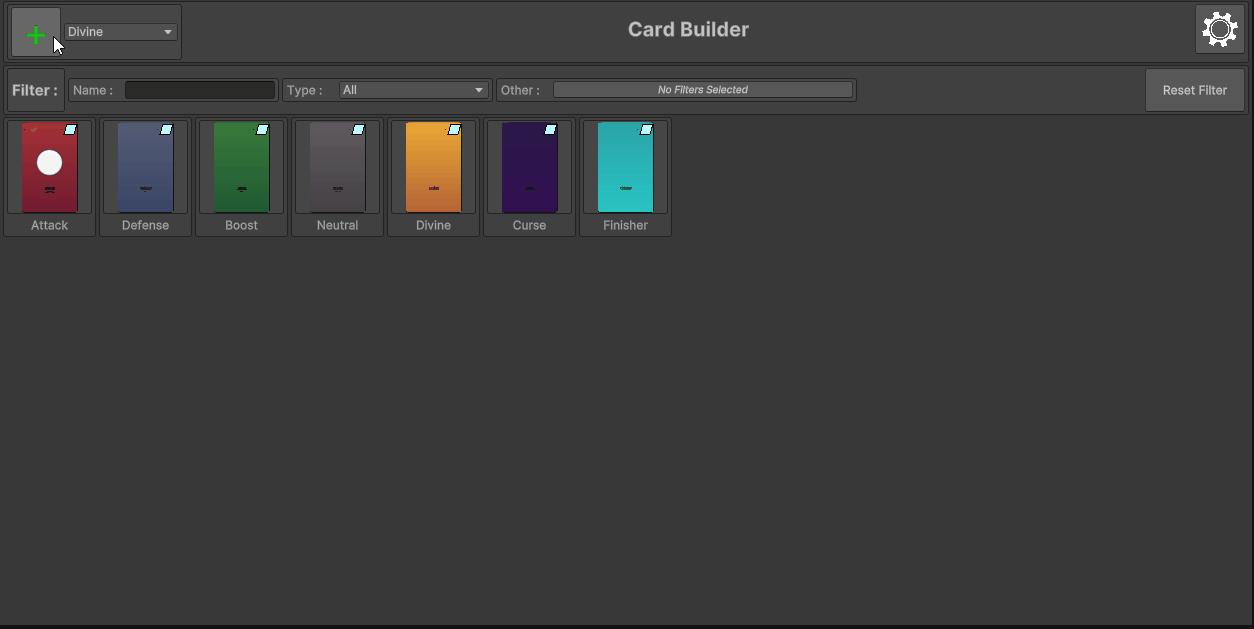 Divine
Card Builder
Filter :
Name :
Type :
All
Other :
No Filters Selected
Reset Filter
Attack
Defense
Boost
Neutral
Divine
Curse
Finisher